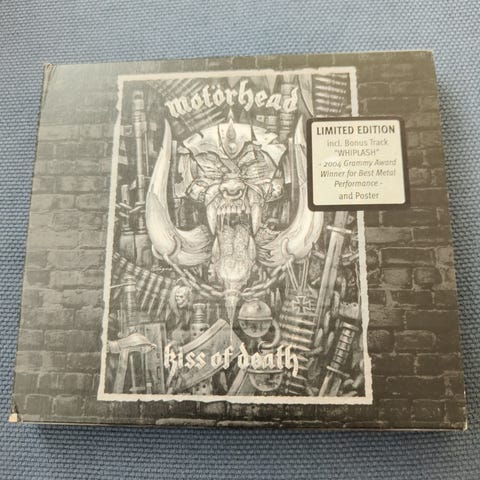 motörhead
LIMITED EDITION
incl. Bonus Track
"WHIPLASH"
- 2004 Grammy Award
Winner for Best Metal
Performance -
and Poster
kiss of death